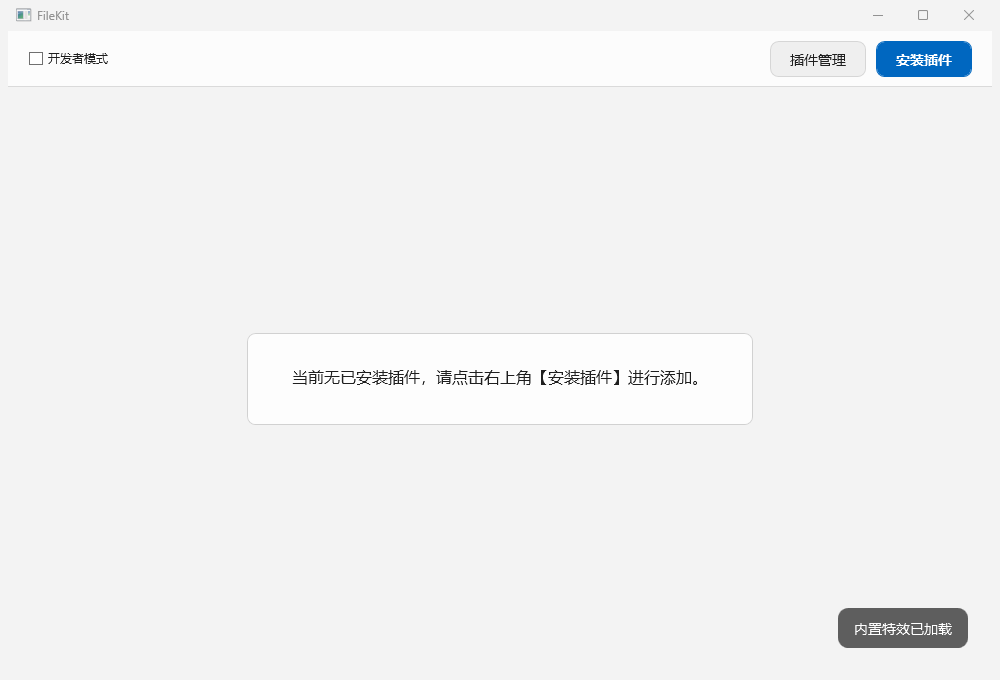 FileKit
开发者模式
插件管理
安装插件
当前无已安装插件，请点击右上角【安装插件】进行添加。
内置特效已加载